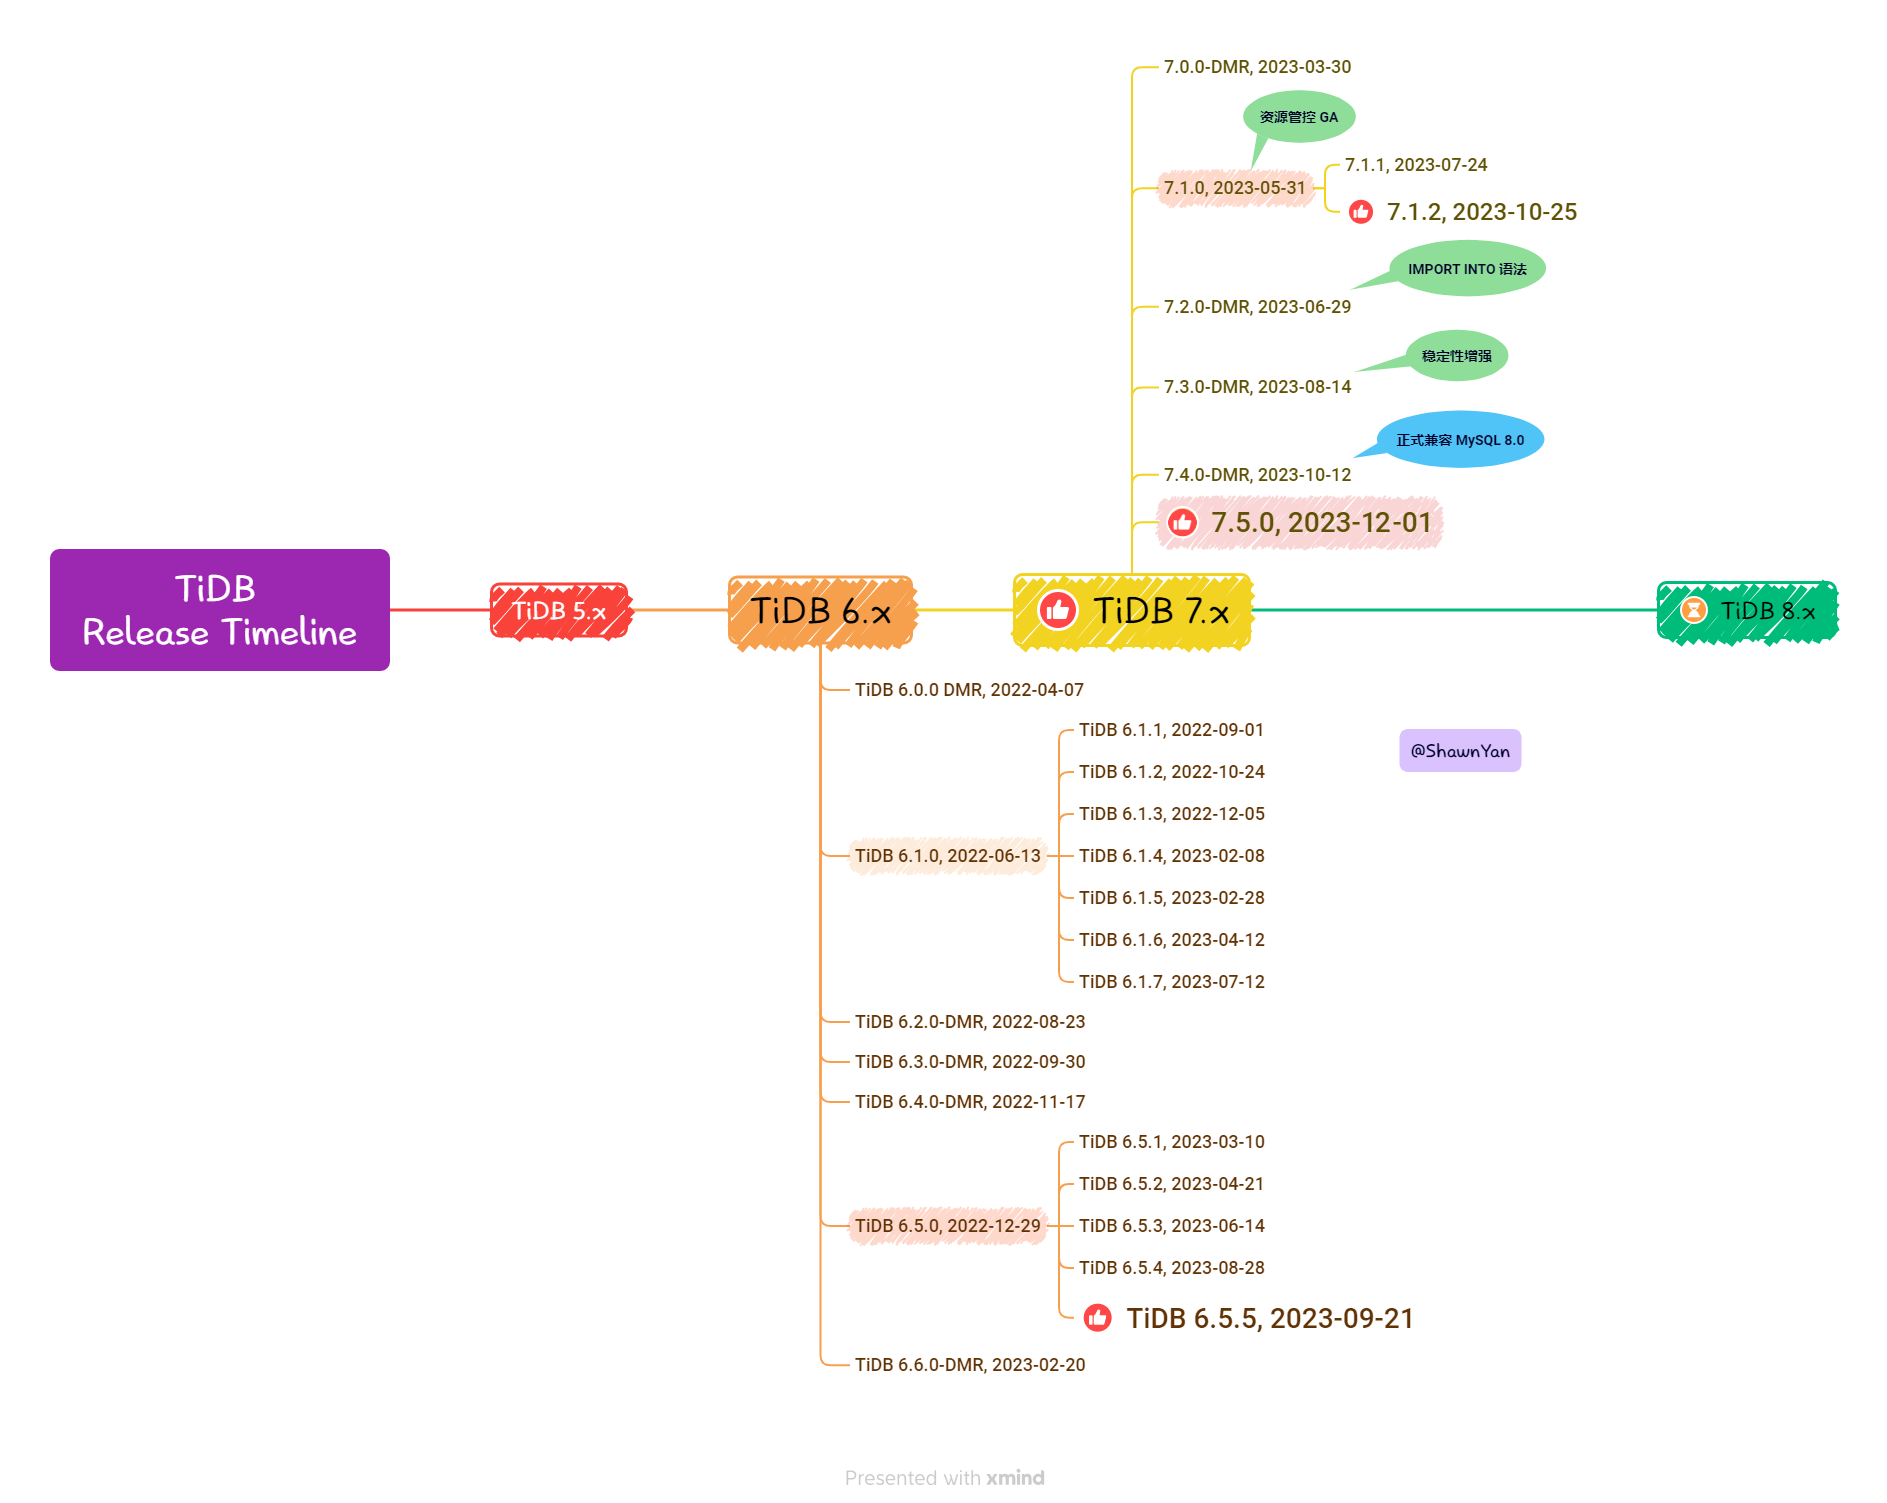 TiDB
Release Timeline
TiDB 5.x
TiDB 6.x
TiDB 7.x
TiDB 8.x
7.0.0-DMR, 2023-03-30
资源管控 GA
7.1.0, 2023-05-31
7.1.1, 2023-07-24
7.1.2, 2023-10-25
IMPORT INTO 语法
7.2.0-DMR, 2023-06-29
稳定性增强
7.3.0-DMR, 2023-08-14
正式兼容 MySQL 8.0
7.4.0-DMR, 2023-10-12
7.5.0, 2023-12-01
TiDB 6.0.0 DMR, 2022-04-07
TiDB 6.1.0, 2022-06-13
TiDB 6.1.1, 2022-09-01
TiDB 6.1.2, 2022-10-24
TiDB 6.1.3, 2022-12-05
TiDB 6.1.4, 2023-02-08
TiDB 6.1.5, 2023-02-28
TiDB 6.1.6, 2023-04-12
TiDB 6.1.7, 2023-07-12
TiDB 6.2.0-DMR, 2022-08-23
TiDB 6.3.0-DMR, 2022-09-30
TiDB 6.4.0-DMR, 2022-11-17
TiDB 6.5.0, 2022-12-29
TiDB 6.5.1, 2023-03-10
TiDB 6.5.2, 2023-04-21
TiDB 6.5.3, 2023-06-14
TiDB 6.5.4, 2023-08-28
TiDB 6.5.5, 2023-09-21
TiDB 6.6.0-DMR, 2023-02-20
@ShawnYan
Presented with xmind